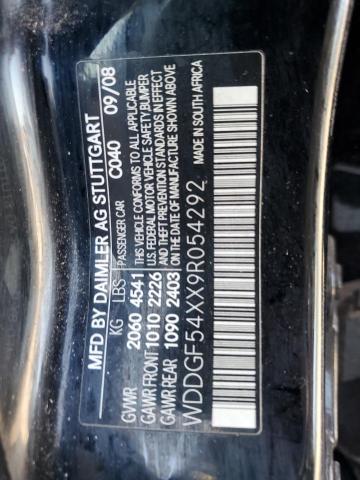 MFD BY DAIMLER AG STUTTGART
KG LBS PASSENGER CAR C040 09/08
GVWR 2060 4541
GAWR FRONT 1010 2226
GAWR REAR 1090 2403
THIS VEHICLE CONFORMS TO ALL APPLICABLE
U.S. FEDERAL MOTOR VEHICLE SAFETY, BUMPER
AND THEFT PREVENTION STANDARDS IN EFFECT
ON THE DATE OF MANUFACTURE SHOWN ABOVE
WDDGF54XX9R054292 MADE IN SOUTH AFRICA